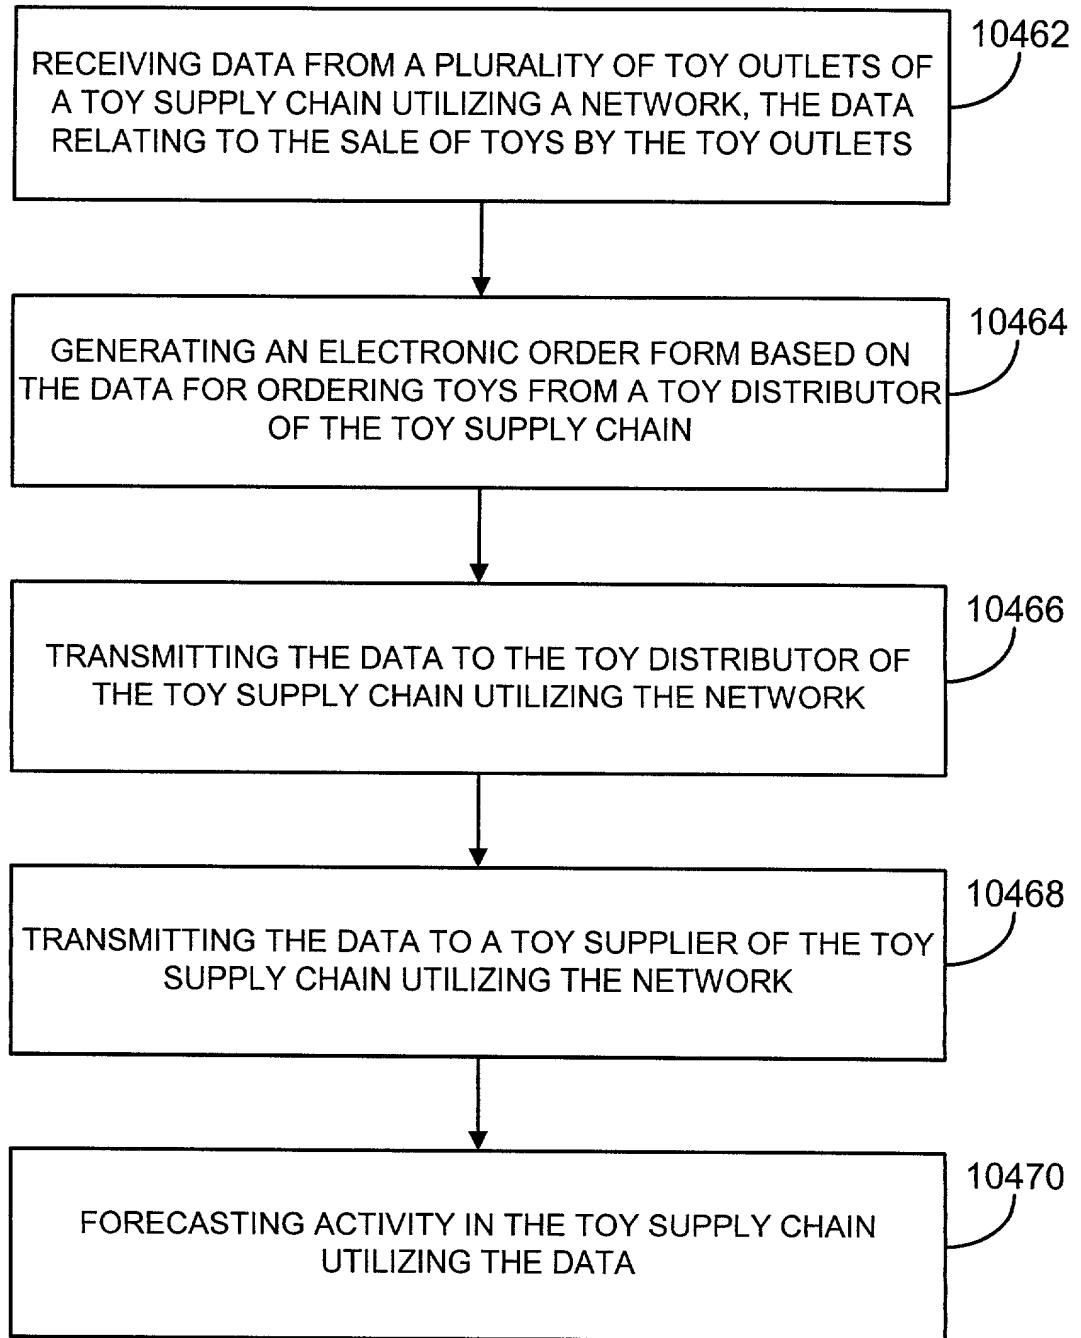 10462
RECEIVING DATA FROM A PLURALITY OF TOY OUTLETS OF
A TOY SUPPLY CHAIN UTILIZING A NETWORK, THE DATA
RELATING TO THE SALE OF TOYS BY THE TOY OUTLETS
10464
GENERATING AN ELECTRONIC ORDER FORM BASED ON
THE DATA FOR ORDERING TOYS FROM A TOY DISTRIBUTOR
OF THE TOY SUPPLY CHAIN
10466
TRANSMITTING THE DATA TO THE TOY DISTRIBUTOR OF
THE TOY SUPPLY CHAIN UTILIZING THE NETWORK
10468
TRANSMITTING THE DATA TO A TOY SUPPLIER OF THE TOY
SUPPLY CHAIN UTILIZING THE NETWORK
10470
FORECASTING ACTIVITY IN THE TOY SUPPLY CHAIN
UTILIZING THE DATA